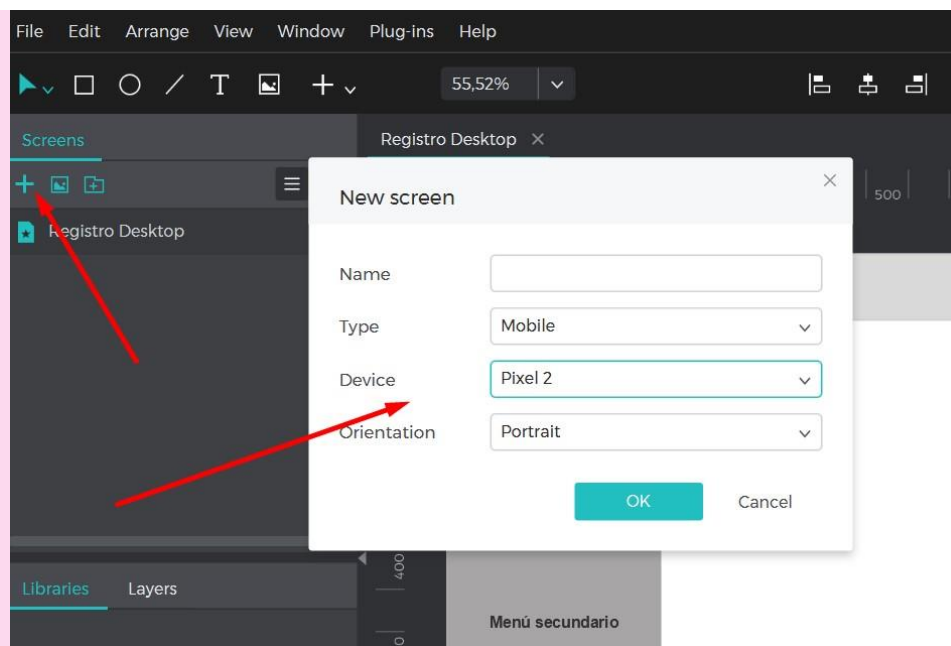 File Edit Arrange View Window Plug-ins Help
T 55,52%
Screens
Registro Desktop
500
New screen
Registro Desktop
Name
Type Mobile
Device Pixel 2
Orientation Portrait
OK Cancel
400
Libraries Layers
Menú secundario
0